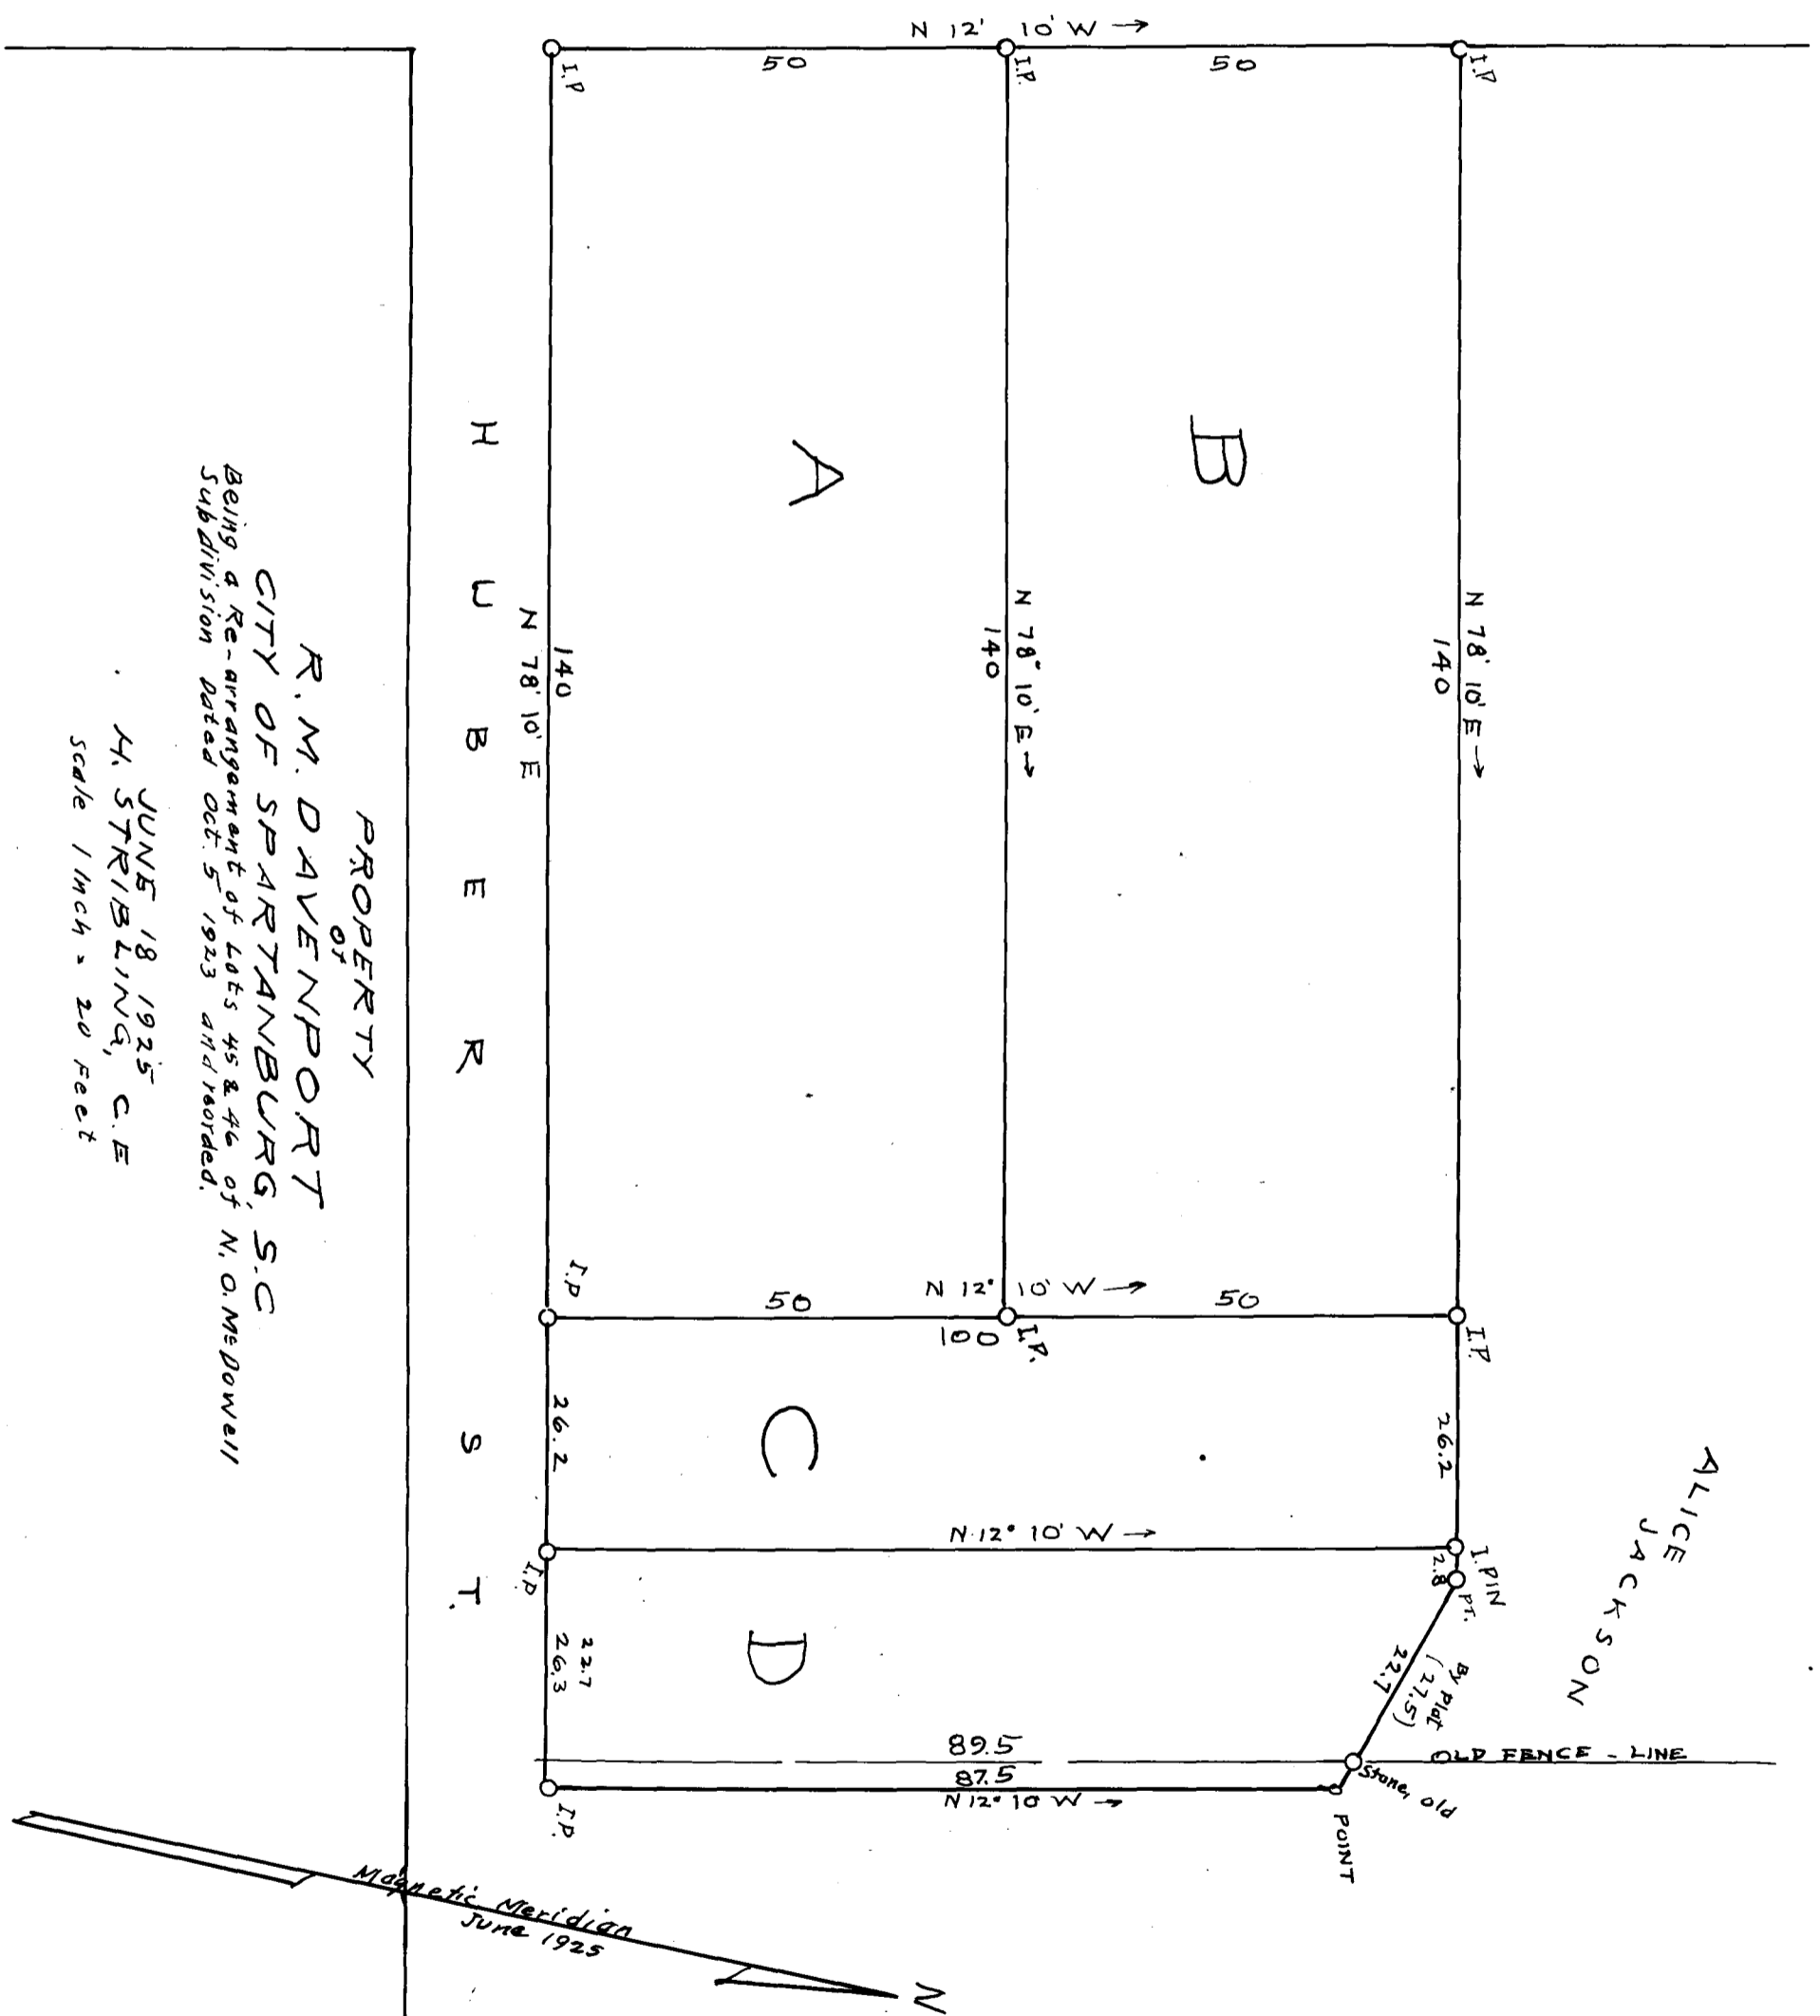 N 12' 10' W →
50
50
I.P
I.P.
I.P
A
B
N 78' 10' E
140
N 78° 10' E →
140
N 78' 10' E →
140
I.P
50
N 12° 10' W →
50
100
I.P.
I.P.
26.2
C
26.2
N 12° 10' W →
I.P.
I. PIN
2.8
PT.
22.7
26.3
D
22.7
By Plat
(27.5)
89.5
87.5
N 12° 10 W →
I.P.
OLD FENCE - LINE
Stone, old
POINT
ALICE
JACKSON
HUBER ST.
PROPERTY
of
R. M. DAVENPORT
CITY OF SPARTANBURG, S.C
Being a Re-arrangement of Lots 45 & 46 of N. O. McDowell
Subdivision Dated Oct. 5 1923 and recorded.
JUNE 18 1925
H. STRIBLING, C. E
Scale 1 Inch = 20 Feet
Magnetic Meridian
June 1925
N